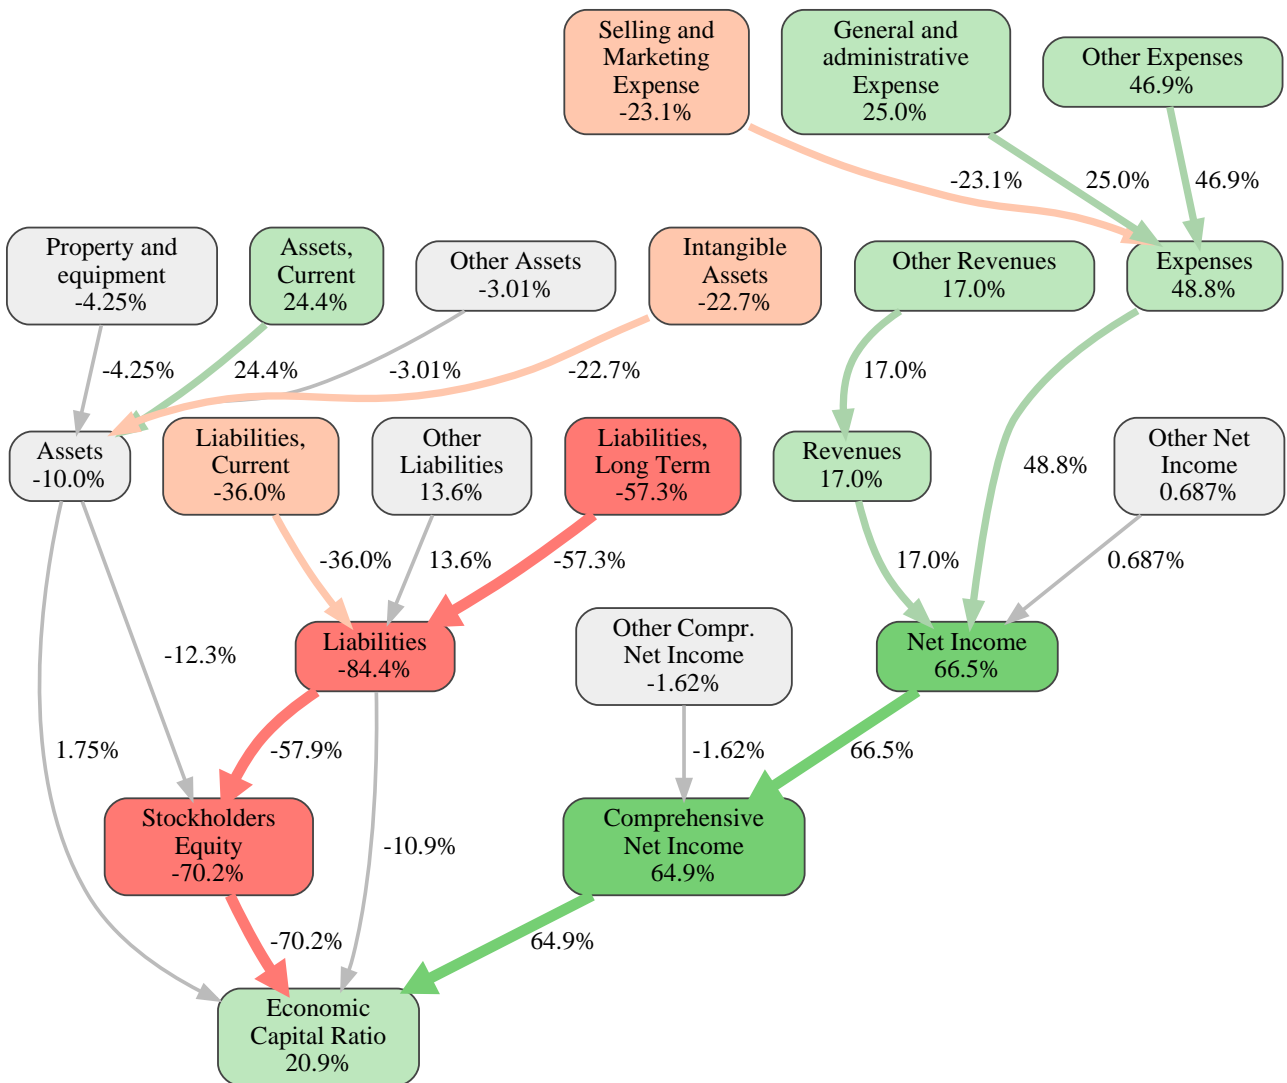 Selling and
Marketing
Expense
-23.1%
General and
administrative
Expense
25.0%
Other Expenses
46.9%
-23.1%
25.0%
46.9%
Property and
equipment
-4.25%
Assets,
Current
24.4%
Other Assets
-3.01%
Intangible
Assets
-22.7%
Other Revenues
17.0%
Expenses
48.8%
-4.25%
24.4%
-3.01%
-22.7%
17.0%
48.8%
Assets
-10.0%
Liabilities,
Current
-36.0%
Other
Liabilities
13.6%
Liabilities,
Long Term
-57.3%
Revenues
17.0%
Other Net
Income
0.687%
-36.0%
13.6%
-57.3%
17.0%
0.687%
-12.3%
Liabilities
-84.4%
Other Compr.
Net Income
-1.62%
Net Income
66.5%
1.75%
-57.9%
-1.62%
66.5%
Stockholders
Equity
-70.2%
-10.9%
Comprehensive
Net Income
64.9%
-70.2%
64.9%
Economic
Capital Ratio
20.9%